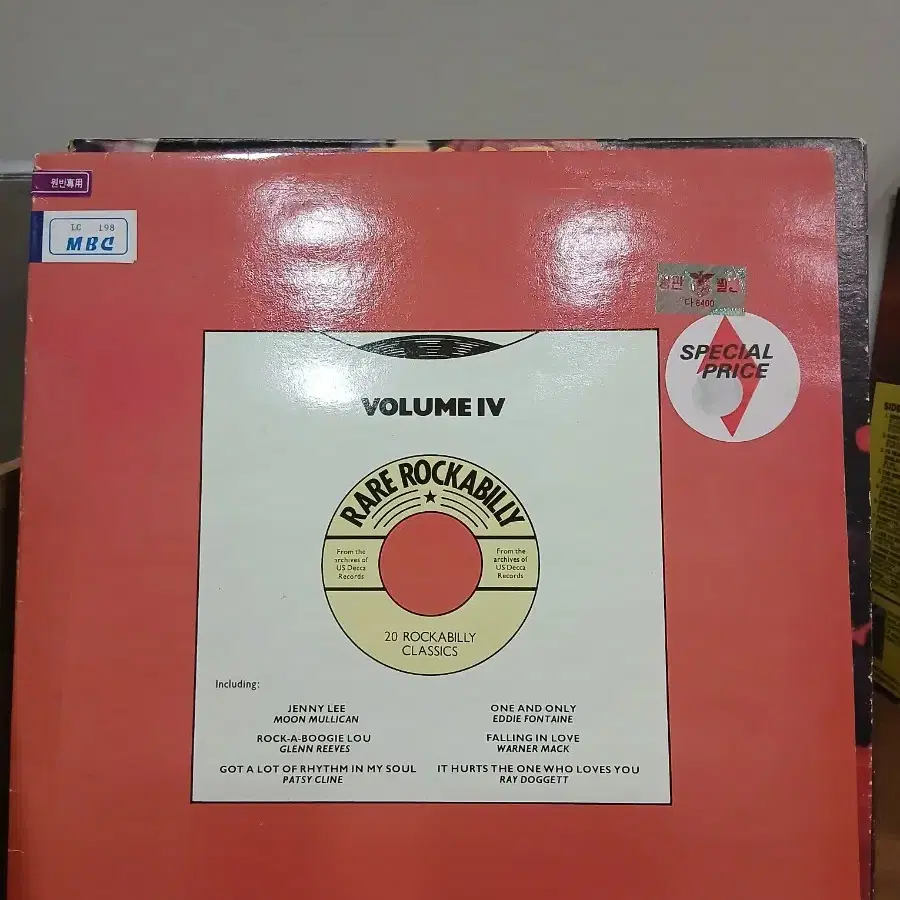 원반專用
LC 198
MBC
다 6400
SPECIAL
PRICE
VOLUME IV
RARE ROCKABILLY
From the
archives of
US Decca
Records
From the
archives of
US Decca
Records
20 ROCKABILLY
CLASSICS
Including:
JENNY LEE
MOON MULLICAN
ROCK-A-BOOGIE LOU
GLENN REEVES
GOT A LOT OF RHYTHM IN MY SOUL
PATSY CLINE
ONE AND ONLY
EDDIE FONTAINE
FALLING IN LOVE
WARNER MACK
IT HURTS THE ONE WHO LOVES YOU
RAY DOGGETT
SIDE